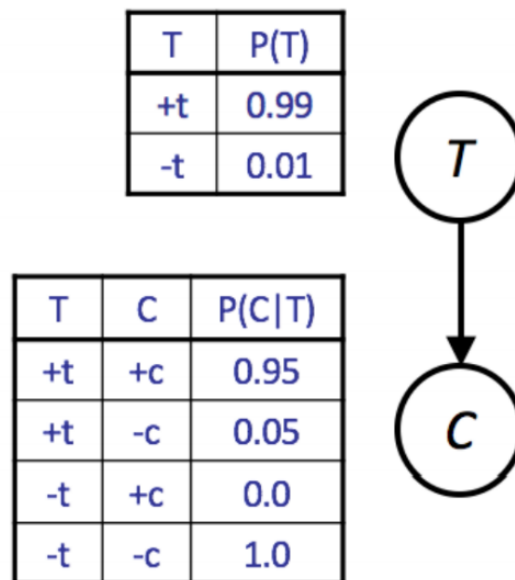 T P(T)
+t 0.99
-t 0.01
T
T C P(C|T)
+t +c 0.95
+t -c 0.05
-t +c 0.0
-t -c 1.0
C